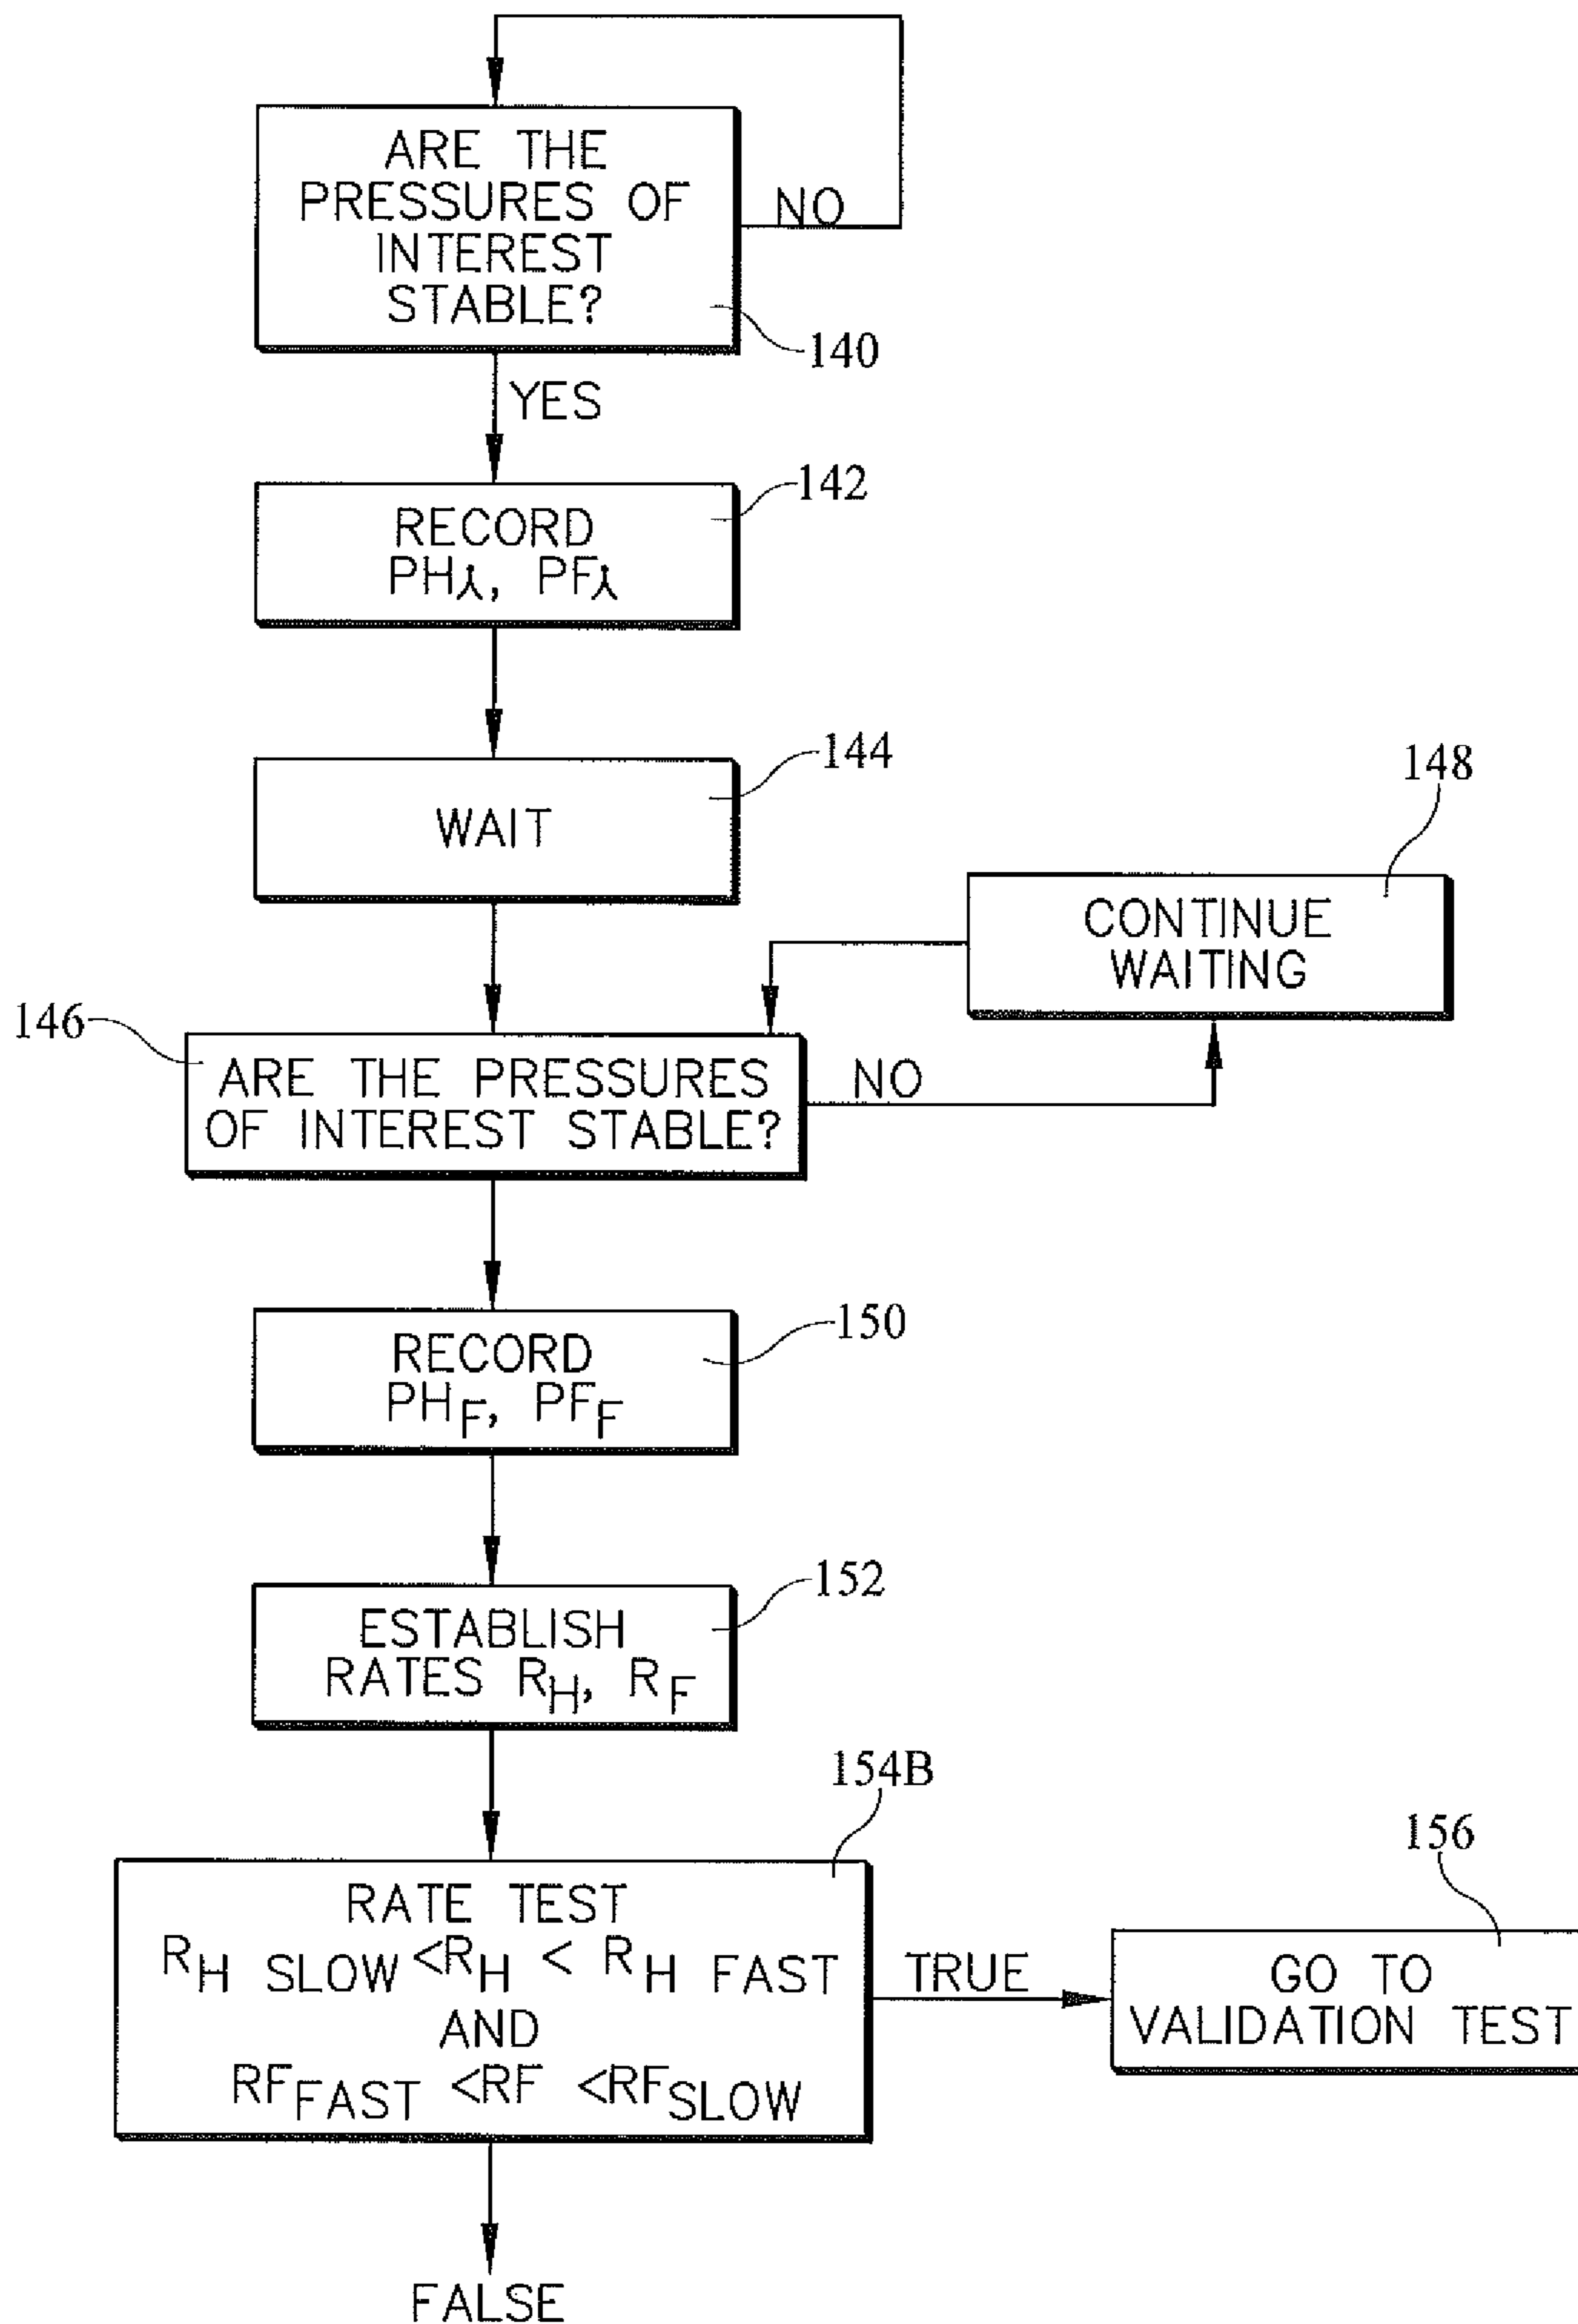 ARE THE
PRESSURES OF
INTEREST
STABLE?
NO
140
YES
142
RECORD
PHi, PFi
144
WAIT
148
CONTINUE
WAITING
146
ARE THE PRESSURES
OF INTEREST STABLE?
NO
150
RECORD
PHF, PFF
152
ESTABLISH
RATES RH, RF
154B
RATE TEST
RH SLOW <RH < RH FAST
AND
RFFAST <RF <RFSLOW
TRUE
156
GO TO
VALIDATION TEST
FALSE